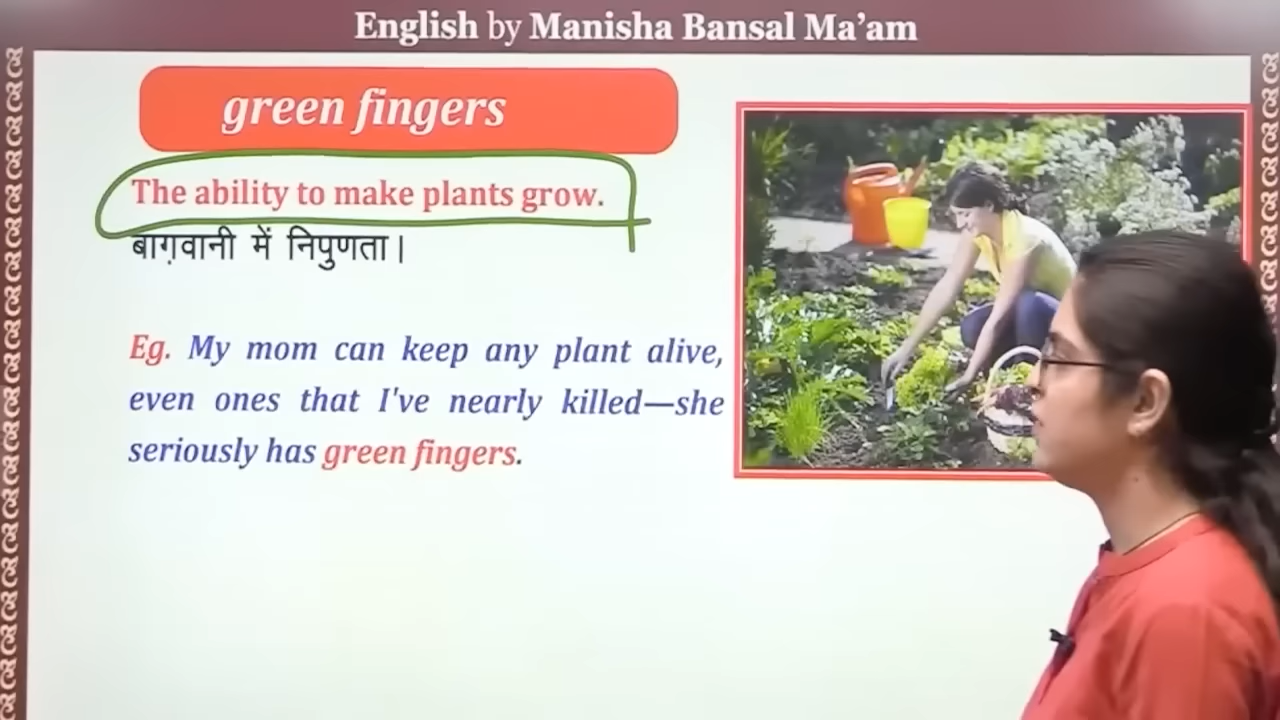 English by Manisha Bansal Ma’am
green fingers
The ability to make plants grow.
बाग़वानी में निपुणता।
Eg. My mom can keep any plant alive,
even ones that I've nearly killed—she
seriously has green fingers.